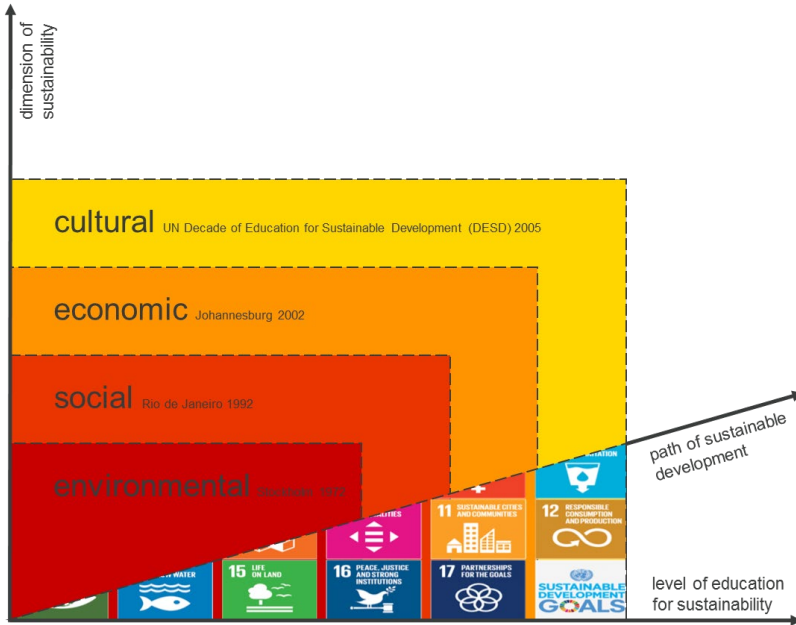 dimension of
sustainability
cultural UN Decade of Education for Sustainable Development (DESD) 2005
economic Johannesburg 2002
social Rio de Janeiro 1992
environmental Stockholm 1972
path of sustainable
development
11 SUSTAINABLE CITIES
AND COMMUNITIES
12 RESPONSIBLE
CONSUMPTION
AND PRODUCTION
WATER
15 LIFE
ON LAND
16 PEACE, JUSTICE
AND STRONG
INSTITUTIONS
17 PARTNERSHIPS
FOR THE GOALS
SUSTAINABLE
DEVELOPMENT
GOALS
level of education
for sustainability